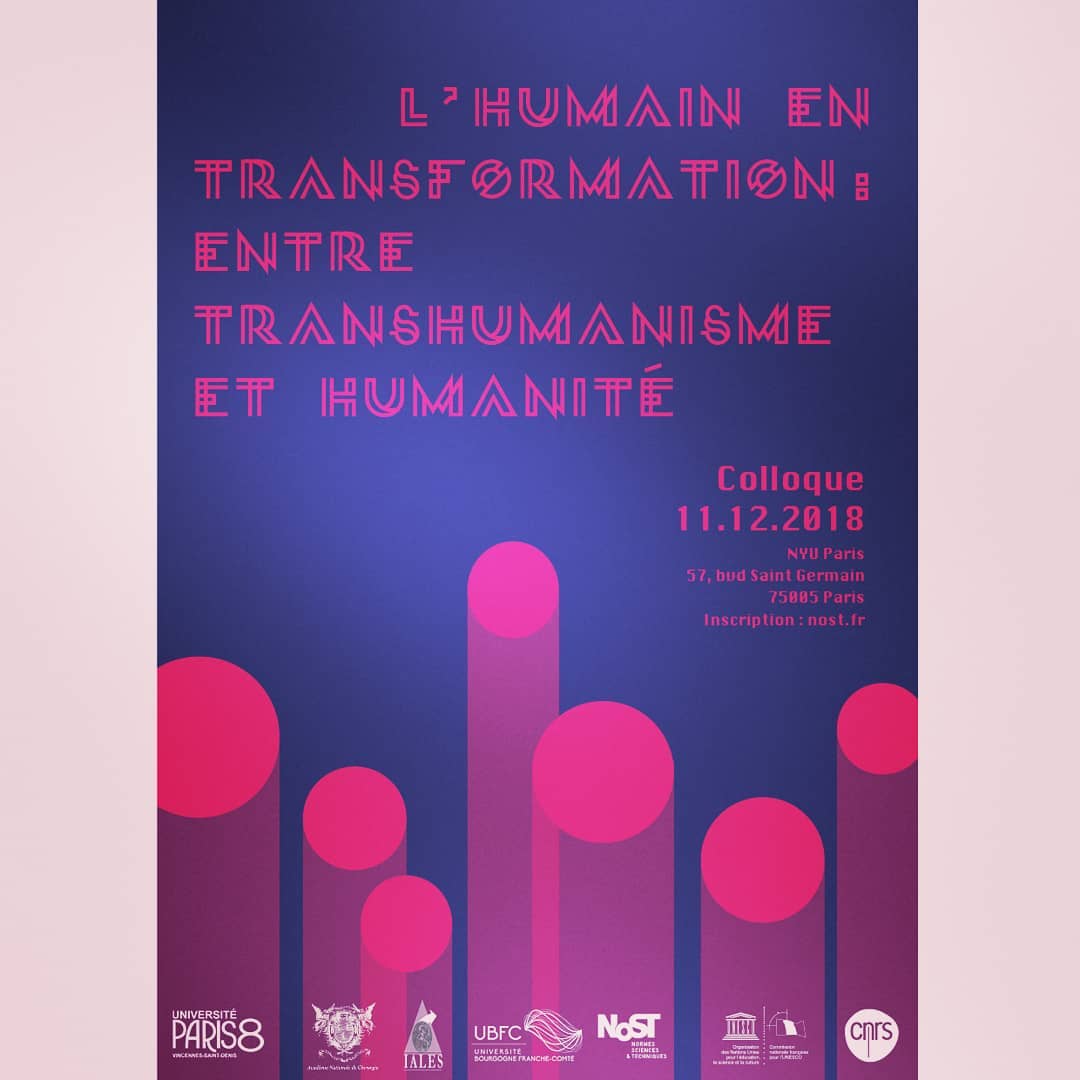 L'HUMAIN EN
TRANSFORMATION:
ENTRE
TRANSHUMANISME
ET HUMANITÉ
Colloque
11.12.2018
NYU Paris
57, bvd Saint Germain
75005 Paris
Inscription : nost.fr
UNIVERSITÉ
PARIS8
VINCENNES-SAINT-DENIS
Académie Nationale de Chirurgie
IALES
UBFC
UNIVERSITÉ
BOURGOGNE FRANCHE-COMTÉ
NoST
NORMES
SCIENCES
& TECHNIQUES
Organisation
des Nations Unies
pour l'éducation,
la science et la culture
Commission
nationale française
pour l'UNESCO
cnrs